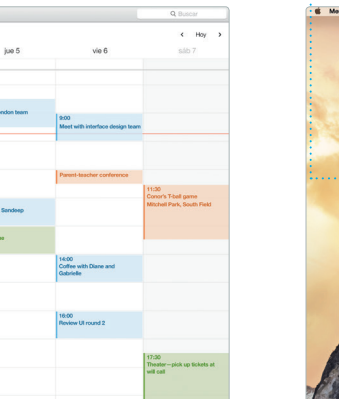 Buscar
Hoy
jue 5
vie 6
sáb 7
ndon team
9:00
Meet with interface design team
Parent-teacher conference
11:30
Conor's T-ball game
Mitchell Park, South Field
Sandeep
14:00
Coffee with Diane and
Gabrielle
16:00
Review UI round 2
17:30
Theater—pick up tickets at
will call